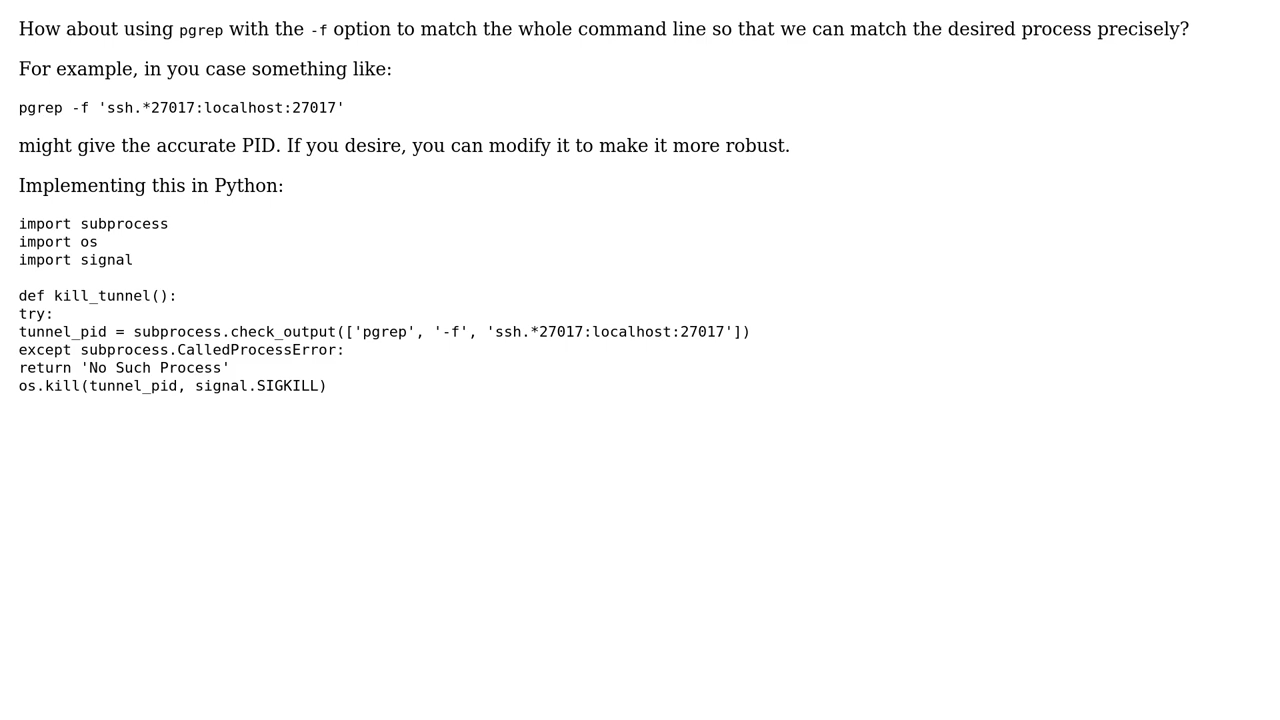 How about using pgrep with the -f option to match the whole command line so that we can match the desired process precisely?
For example, in you case something like:
pgrep -f 'ssh.*27017:localhost:27017'
might give the accurate PID. If you desire, you can modify it to make it more robust.
Implementing this in Python:
import subprocess
import os
import signal
def kill_tunnel():
try:
tunnel_pid = subprocess.check_output(['pgrep', '-f', 'ssh.*27017:localhost:27017'])
except subprocess.CalledProcessError:
return 'No Such Process'
os.kill(tunnel_pid, signal.SIGKILL)